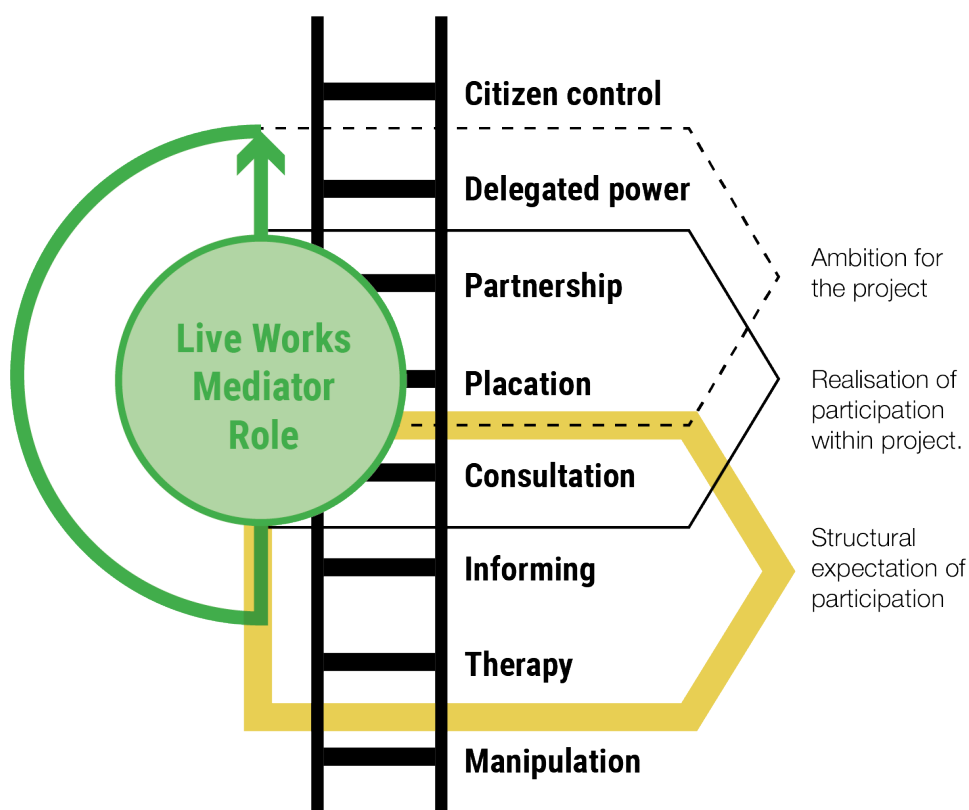 Citizen control
Delegated power
Partnership
Placation
Consultation
Informing
Therapy
Manipulation
Live Works
Mediator
Role
Ambition for
the project
Realisation of
participation
within project.
Structural
expectation of
participation